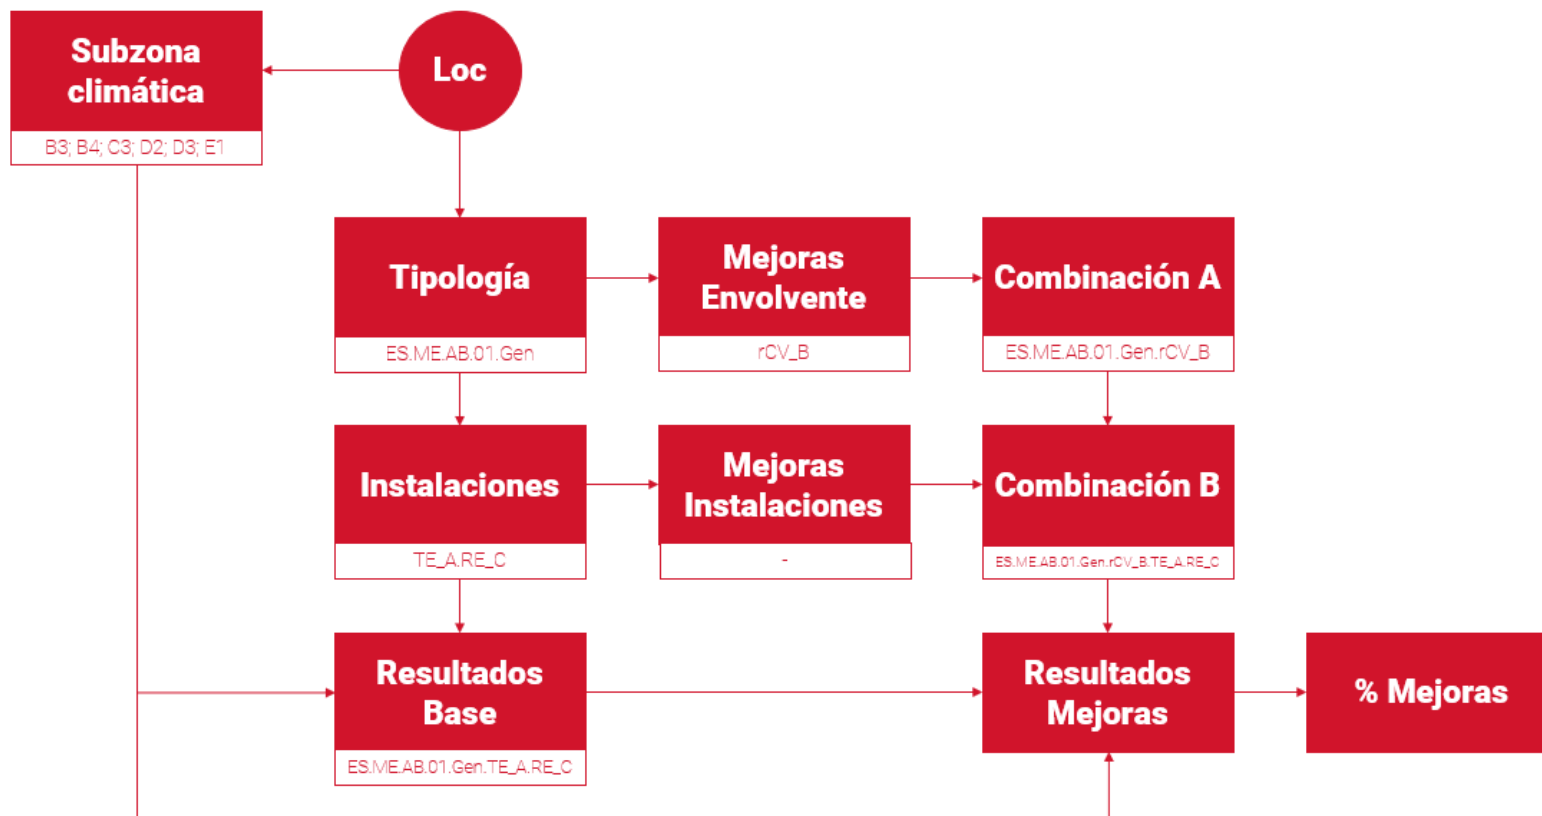 Subzona
climática
B3; B4; C3; D2; D3; E1
Loc
Tipología
ES.ME.AB.01.Gen
Mejoras
Envolvente
rCV_B
Combinación A
ES.ME.AB.01.Gen.rCV_B
Instalaciones
TE_A.RE_C
Mejoras
Instalaciones
-
Combinación B
ES.ME.AB.01.Gen.rCV_B.TE_A.RE_C
Resultados
Base
ES.ME.AB.01.Gen.TE_A.RE_C
Resultados
Mejoras
% Mejoras